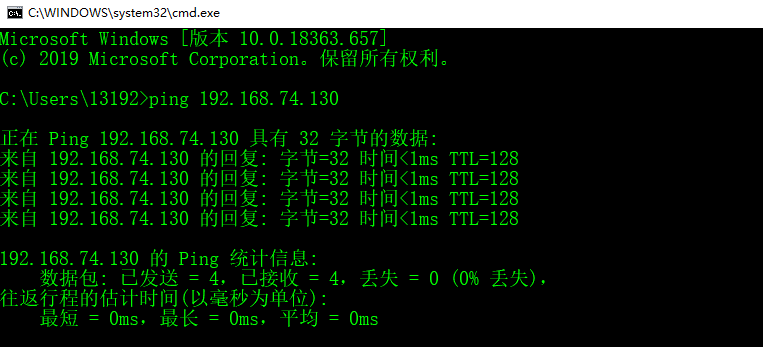 C:\WINDOWS\system32\cmd.exe
Microsoft Windows [版本 10.0.18363.657]
(c) 2019 Microsoft Corporation。保留所有权利。
C:\Users\13192>ping 192.168.74.130
正在 Ping 192.168.74.130 具有 32 字节的数据:
来自 192.168.74.130 的回复: 字节=32 时间<1ms TTL=128
来自 192.168.74.130 的回复: 字节=32 时间<1ms TTL=128
来自 192.168.74.130 的回复: 字节=32 时间<1ms TTL=128
来自 192.168.74.130 的回复: 字节=32 时间<1ms TTL=128
192.168.74.130 的 Ping 统计信息:
数据包: 已发送 = 4，已接收 = 4，丢失 = 0 (0% 丢失)，
往返行程的估计时间(以毫秒为单位):
最短 = 0ms，最长 = 0ms，平均 = 0ms